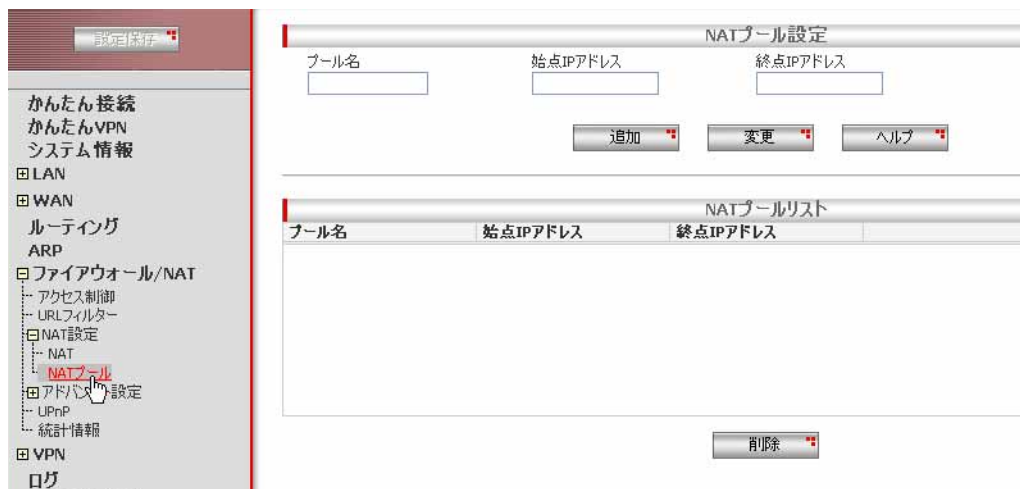 設定保存
かんたん接続
かんたんVPN
システム情報
LAN
WAN
ルーティング
ARP
ファイアウォール/NAT
アクセス制御
URLフィルター
NAT設定
NAT
NATプール
アドバンスト設定
UPnP
統計情報
VPN
ログ
NATプール設定
プール名 始点IPアドレス 終点IPアドレス
追加 変更 ヘルプ
NATプールリスト
プール名 始点IPアドレス 終点IPアドレス
削除